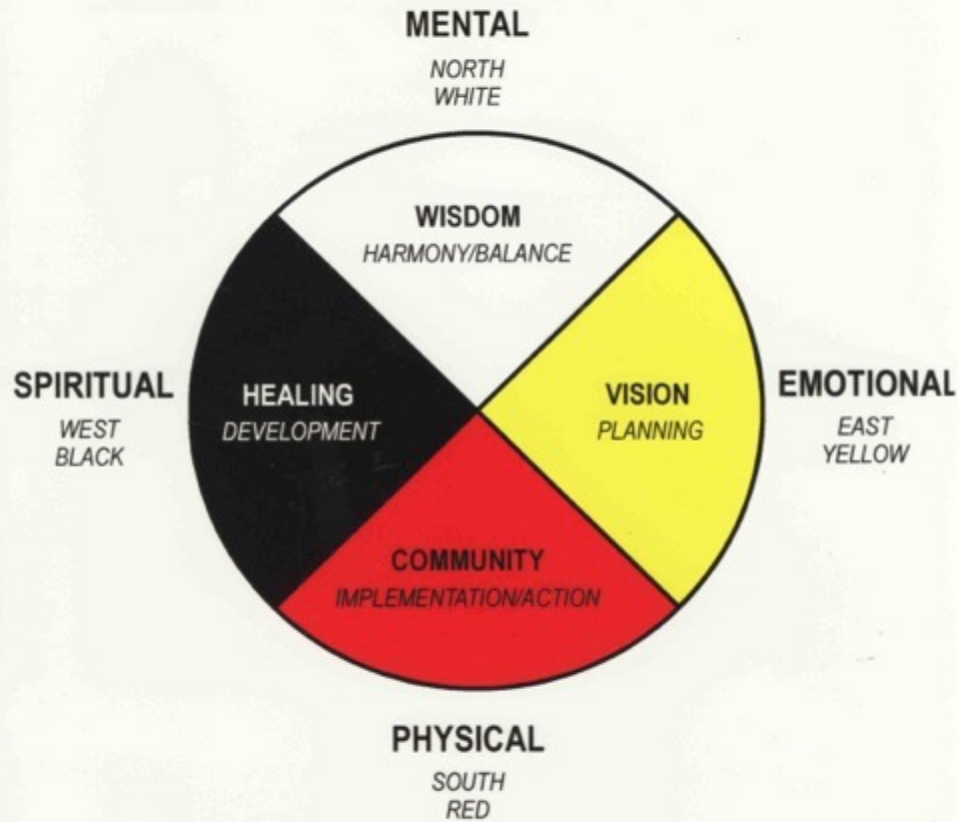 MENTAL
NORTH
WHITE
WISDOM
HARMONY/BALANCE
SPIRITUAL
WEST
BLACK
HEALING
DEVELOPMENT
VISION
PLANNING
EMOTIONAL
EAST
YELLOW
COMMUNITY
IMPLEMENTATION/ACTION
PHYSICAL
SOUTH
RED